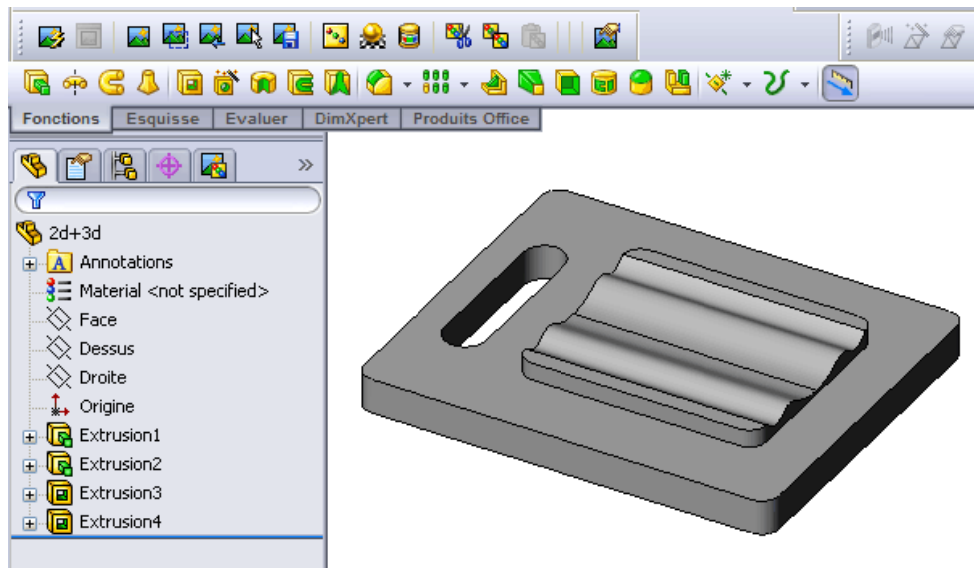 Fonctions Esquisse Evaluer DimXpert Produits Office
2d+3d
A Annotations
Material <not specified>
Face
Dessus
Droite
Origine
Extrusion1
Extrusion2
Extrusion3
Extrusion4